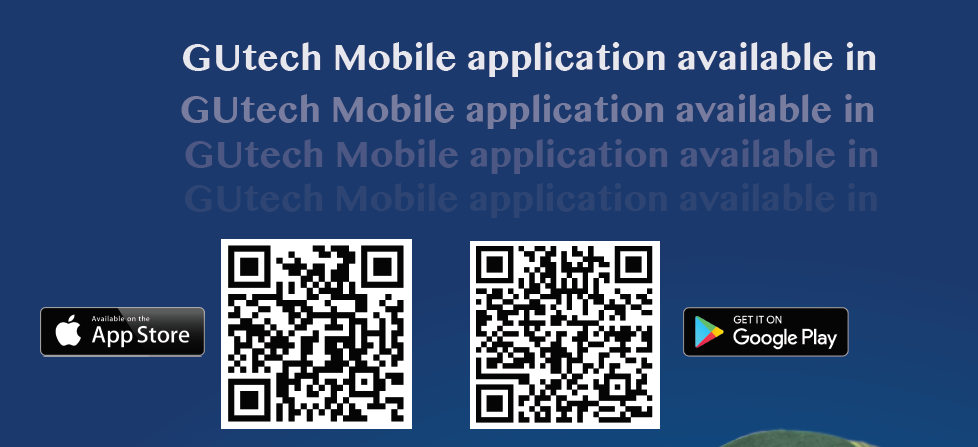 GUtech Mobile application available in
GUtech Mobile application available in
GUtech Mobile application available in
GUtech Mobile application available in
Available on the
App Store
GET IT ON
Google Play